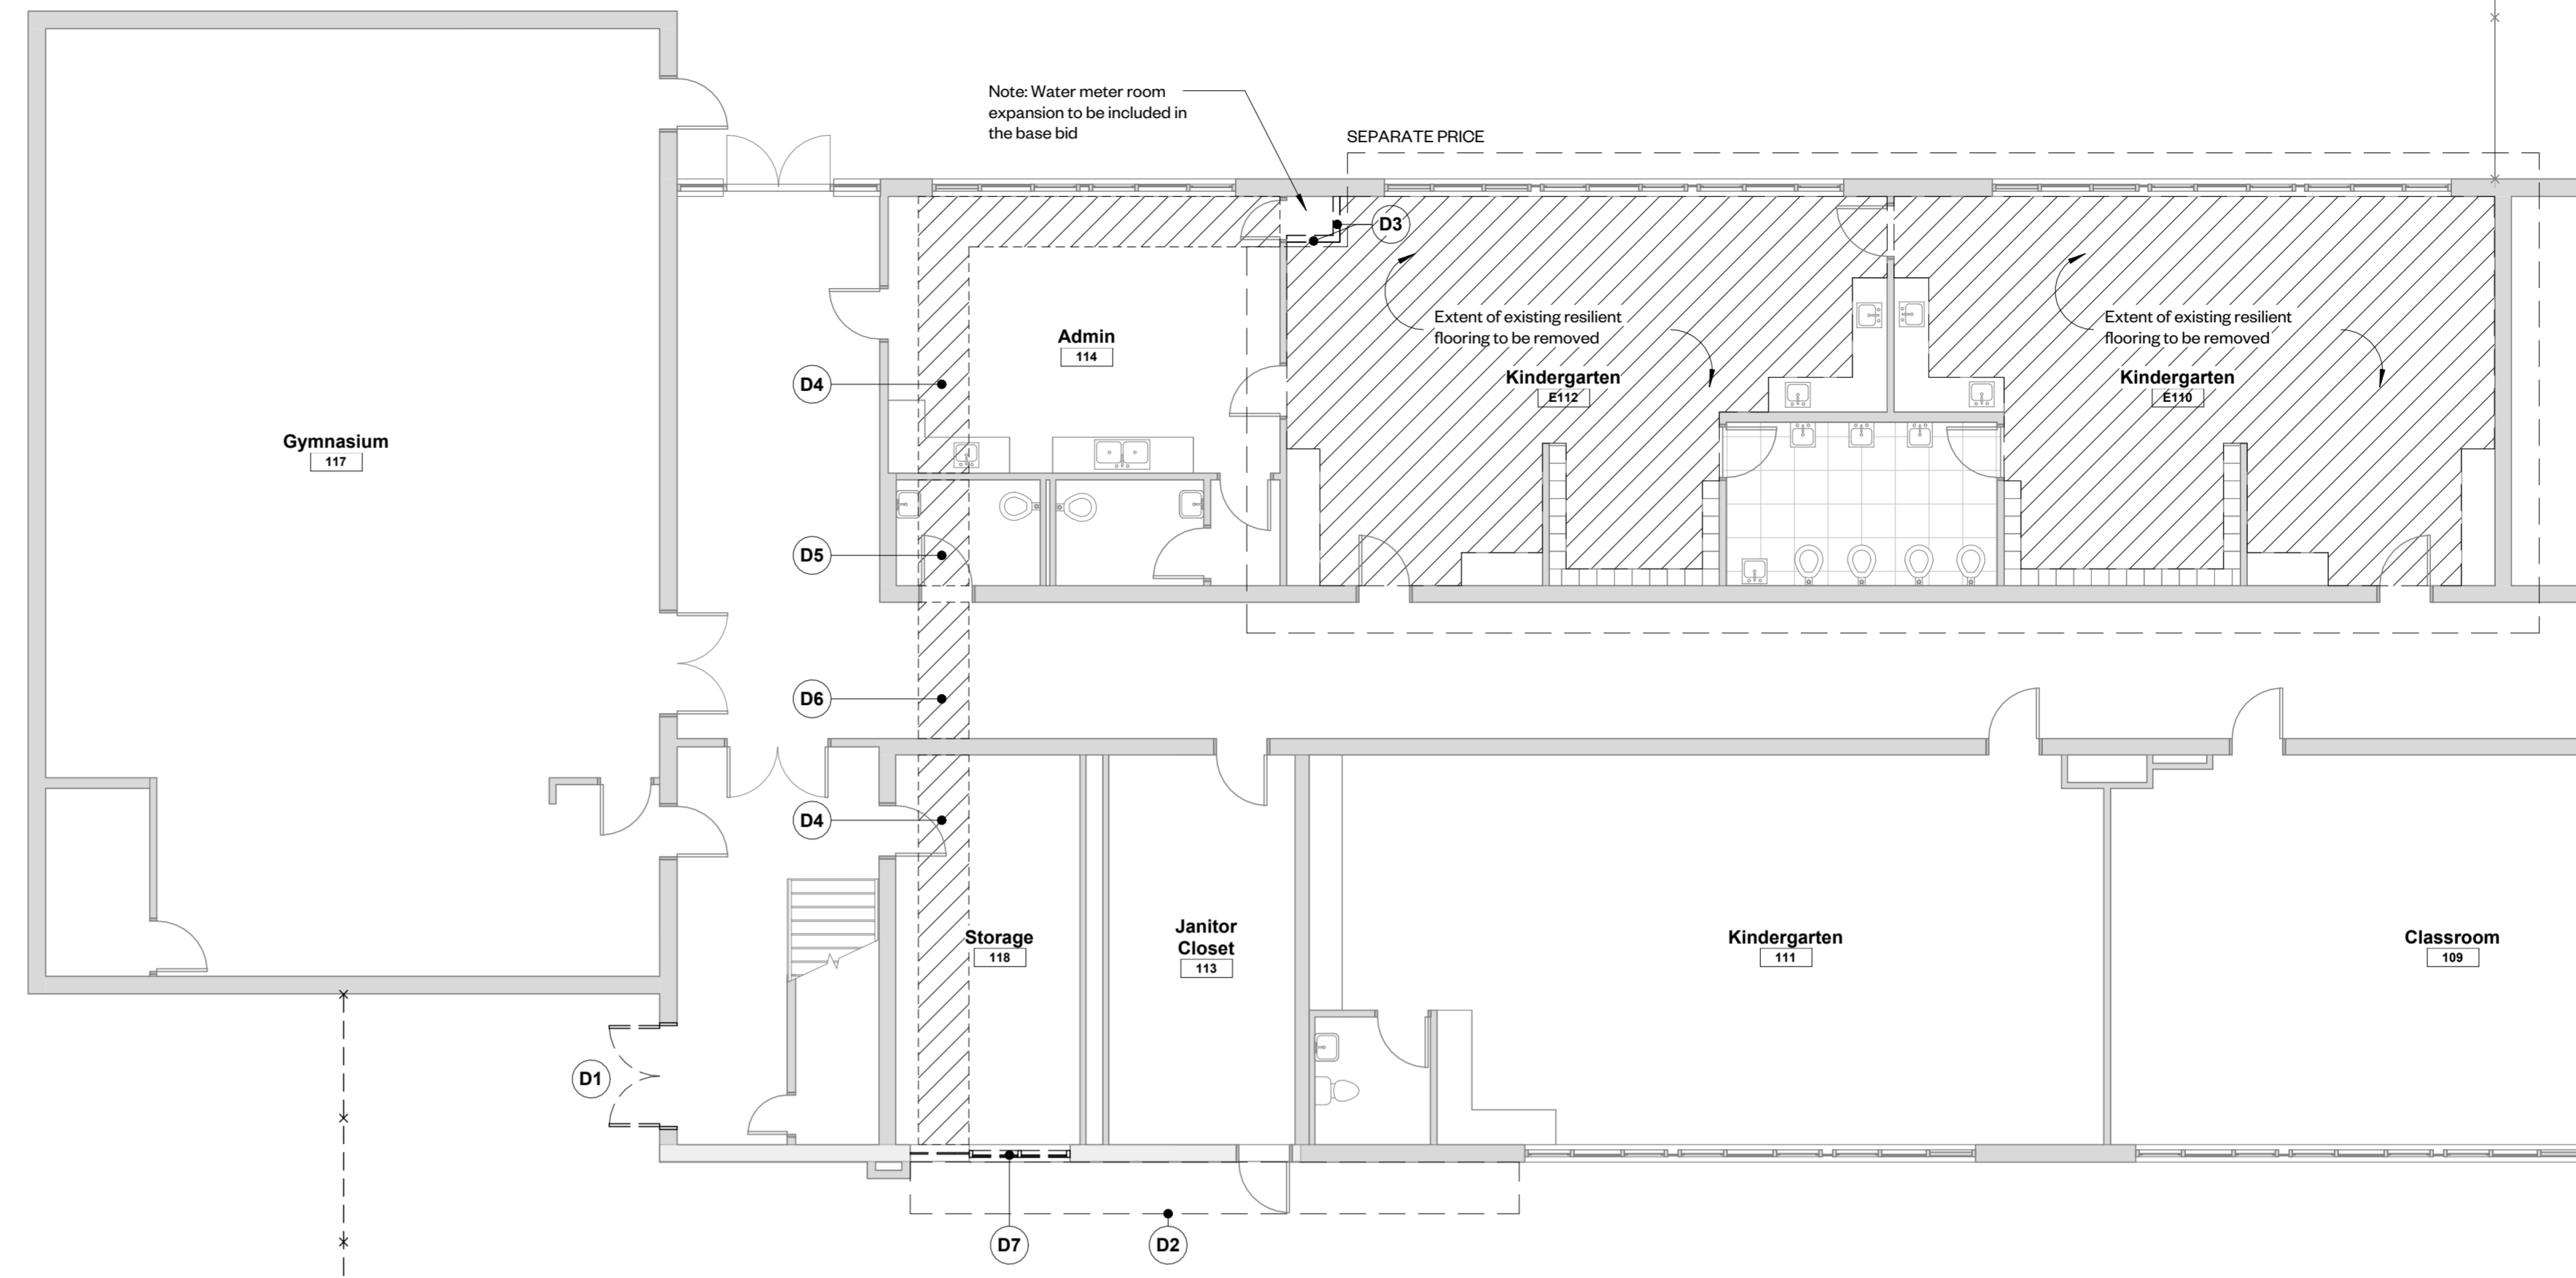 Note: Water meter room
expansion to be included in
the base bid
SEPARATE PRICE
D3
Extent of existing resilient
flooring to be removed
Extent of existing resilient
flooring to be removed
Admin
114
D4
Kindergarten
E112
Kindergarten
E110
Gymnasium
117
D5
D6
D4
Storage
118
Janitor
Closet
113
Kindergarten
111
Classroom
109
D1
D7
D2